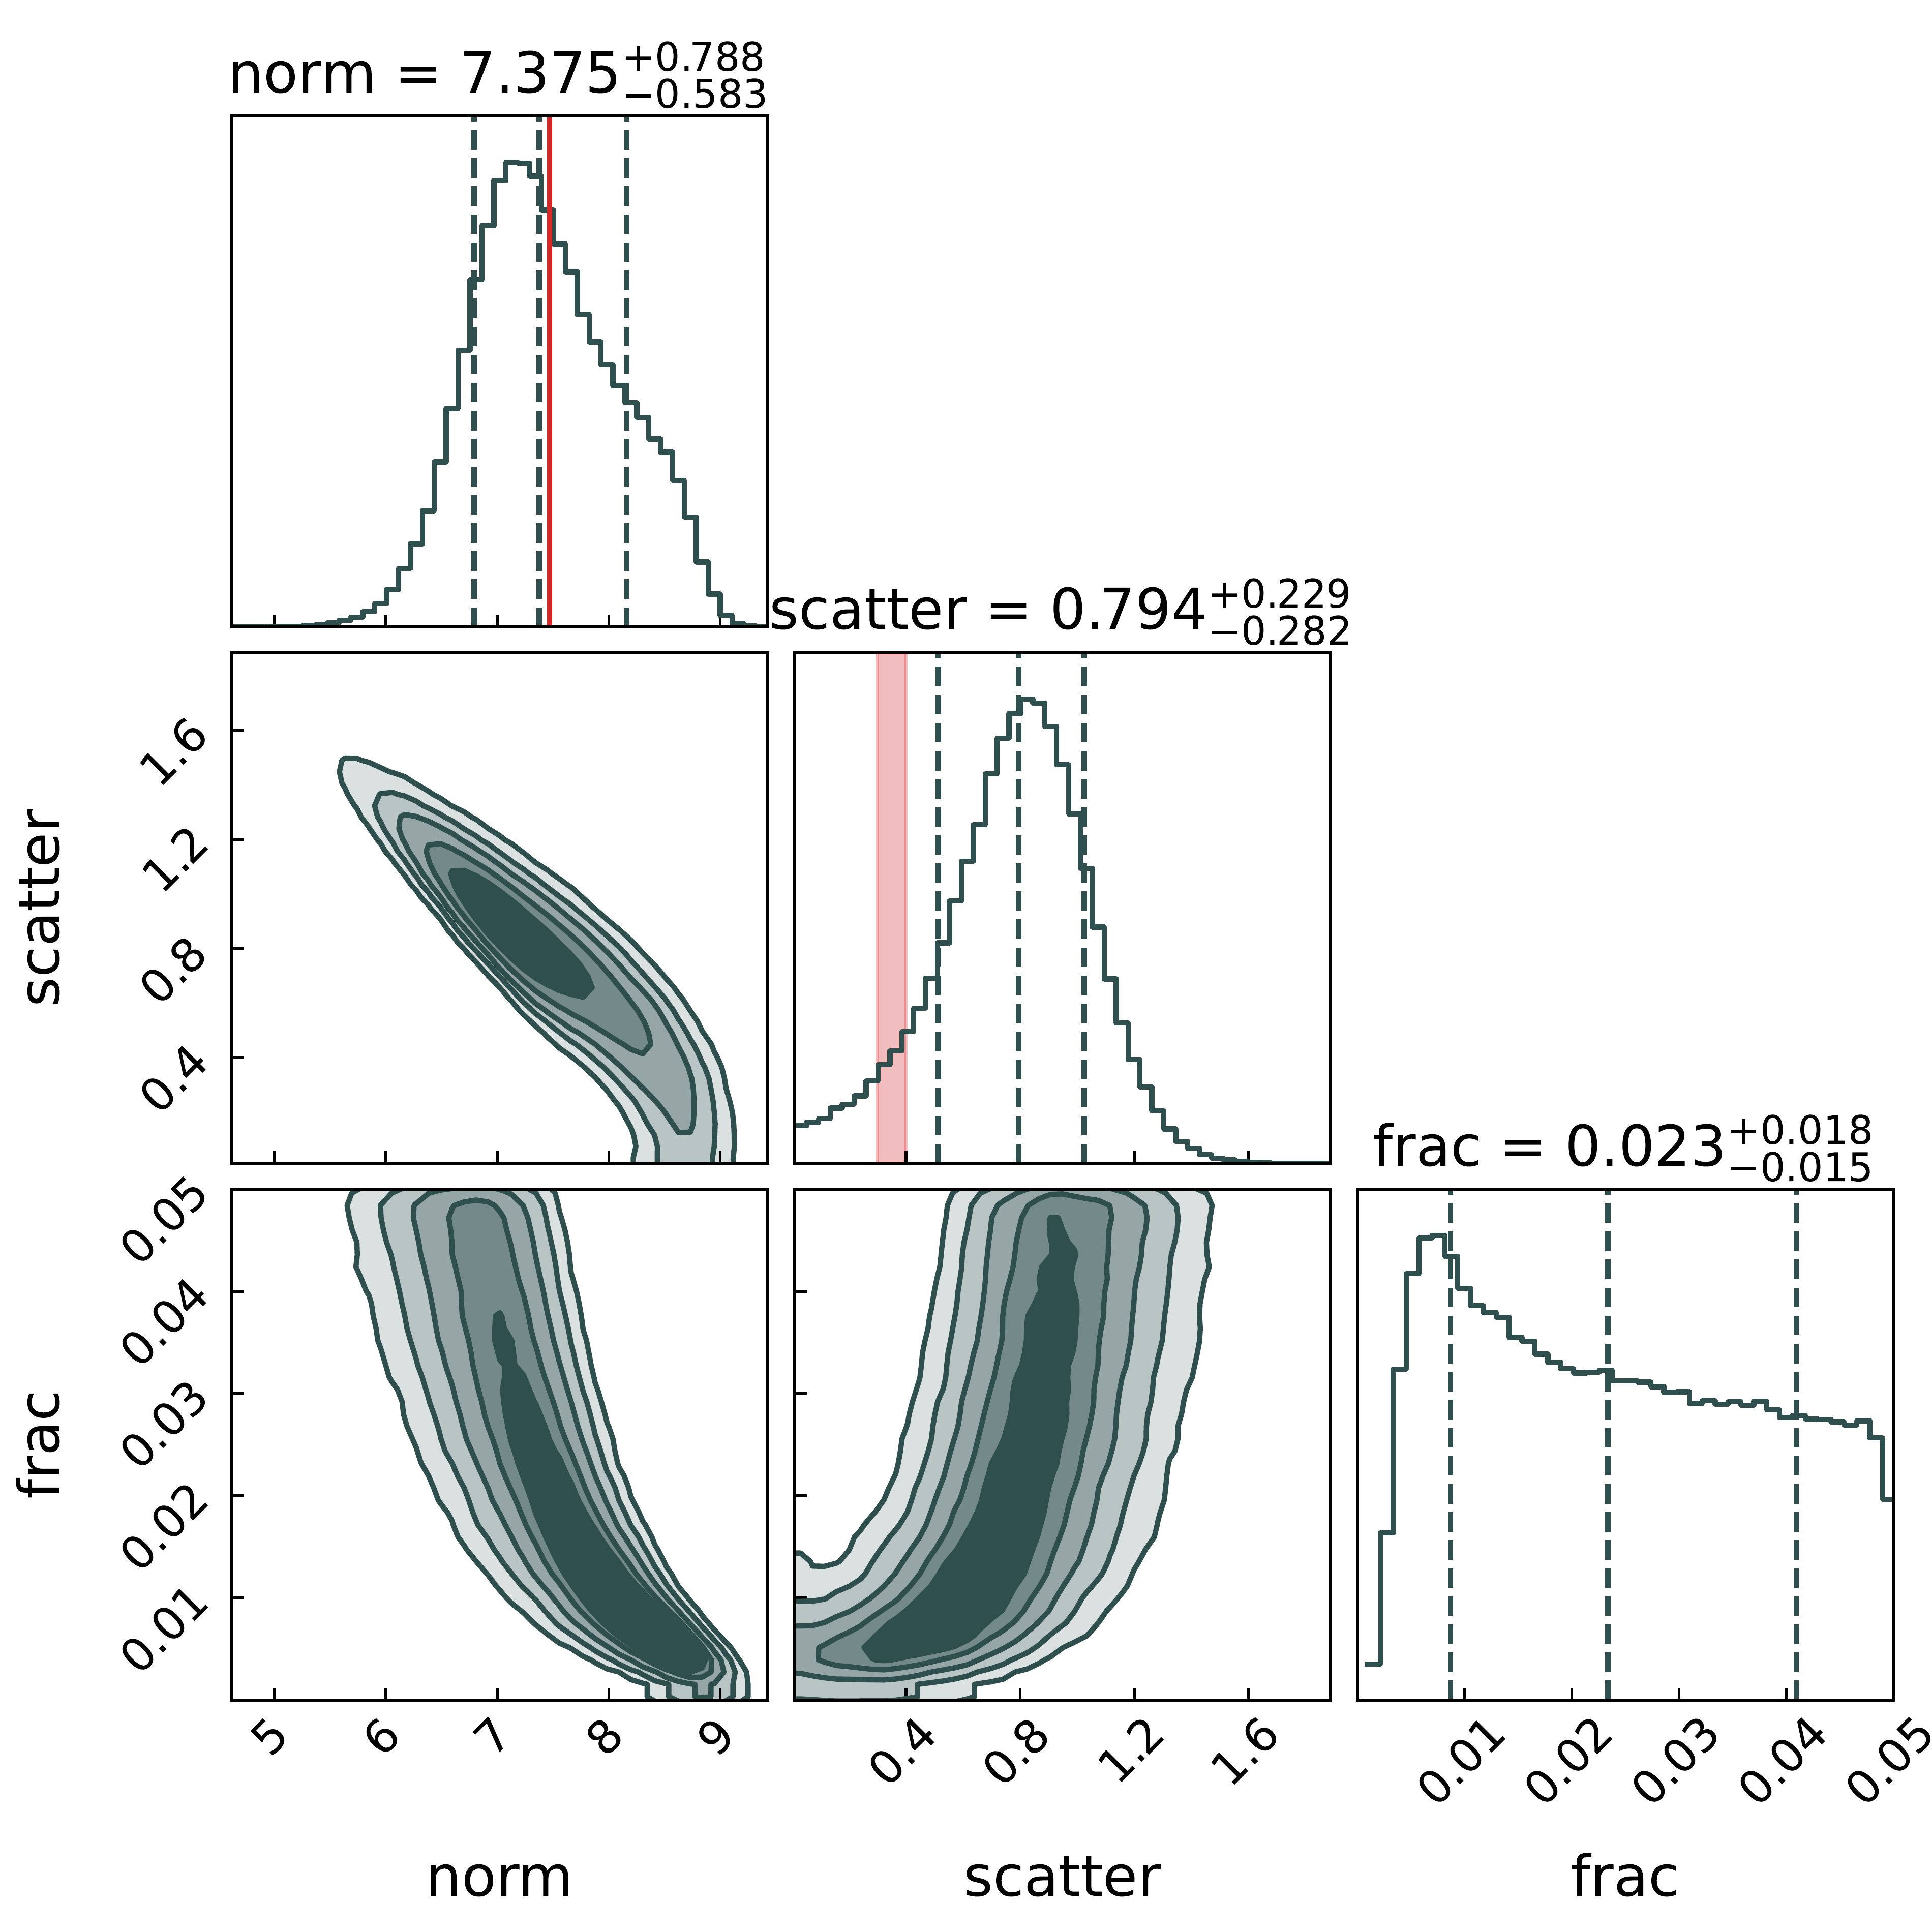 norm = 7.375 +0.788 −0.583
scatter = 0.794 +0.229 −0.282
scatter
1.6
1.2
0.8
0.4
frac = 0.023 +0.018 −0.015
frac
0.05
0.04
0.03
0.02
0.01
5 6 7 8 9
0.4 0.8 1.2 1.6
0.01 0.02 0.03 0.04 0.05
norm
scatter
frac